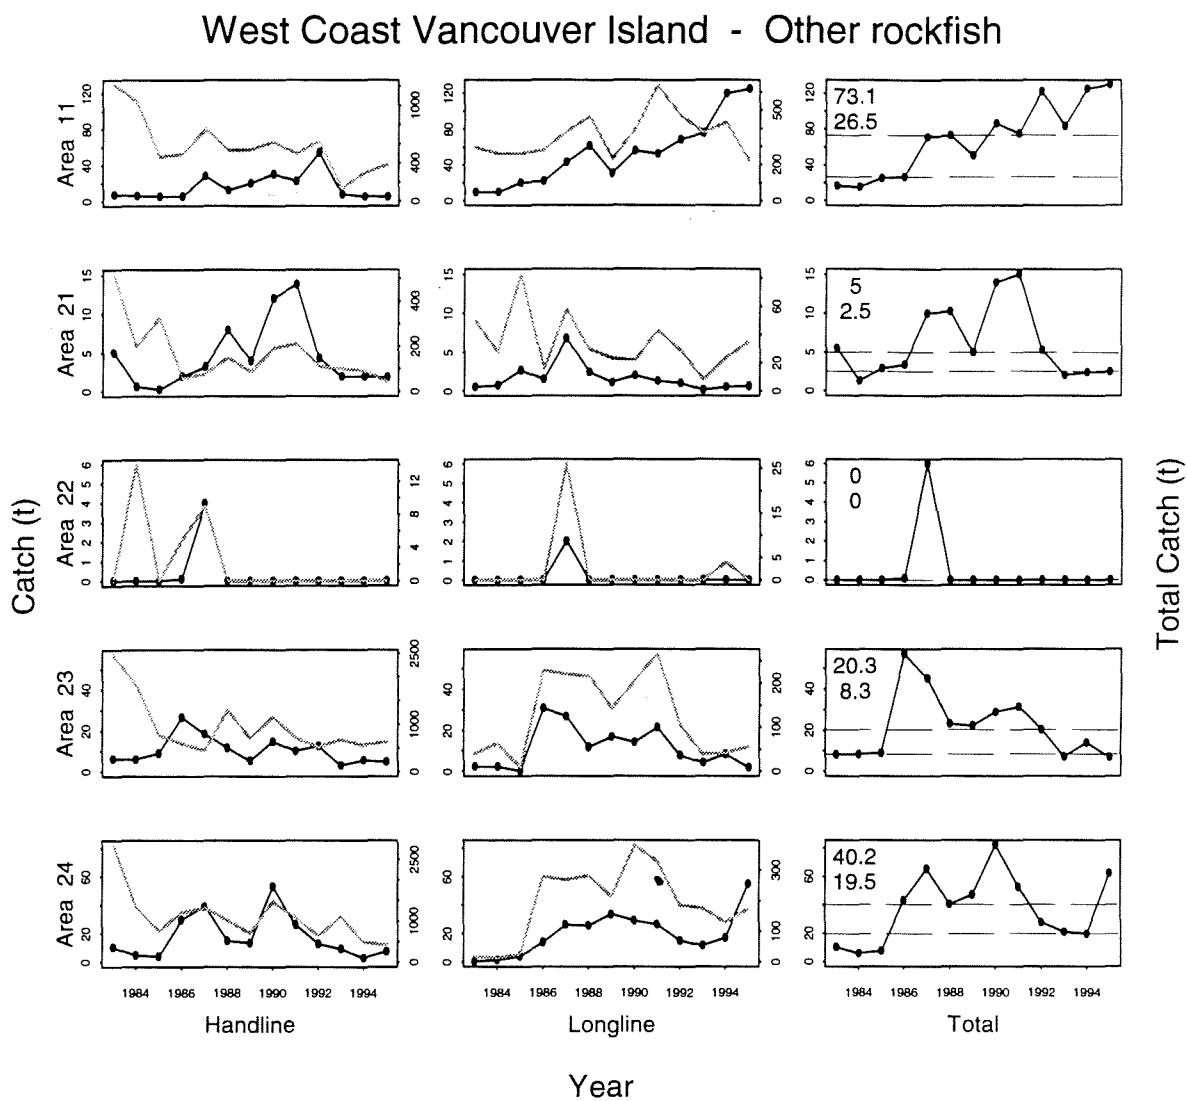 West Coast Vancouver Island - Other rockfish
Catch (t)
Total Catch (t)
Area 11
0 40 80 120
0 400 1000
0 40 80 120
0 200 500
0 40 80 120
73.1
26.5
Area 21
0 5 10 15
0 200 400
0 5 10 15
0 20 60
0 5 10 15
5
2.5
Area 22
0 1 2 3 4 5 6
0 4 8 12
0 1 2 3 4 5 6
0 5 15 25
0 1 2 3 4 5 6
0
0
Area 23
0 20 40
0 1000 2500
0 20 40
0 100 200
0 20 40
20.3
8.3
Area 24
0 20 60
0 1000 2500
0 20 60
0 100 300
0 20 60
40.2
19.5
1984 1986 1988 1990 1992 1994
1984 1986 1988 1990 1992 1994
1984 1986 1988 1990 1992 1994
Handline
Longline
Total
Year